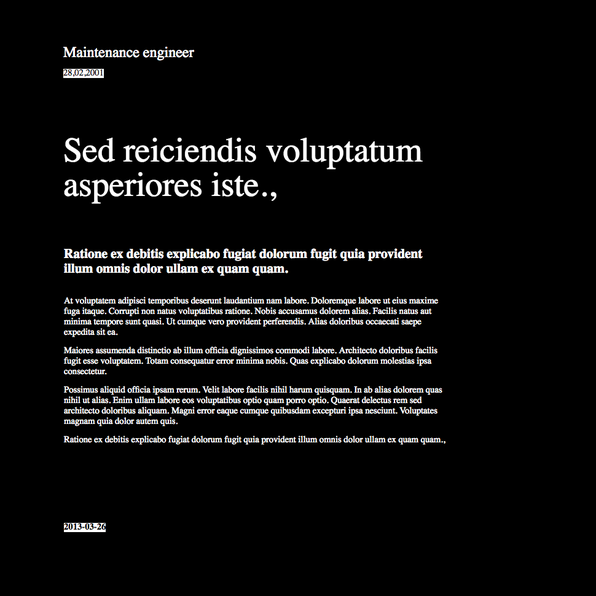 Maintenance engineer
28,02,2001
Sed reiciendis voluptatum
asperiores iste.,
Ratione ex debitis explicabo fugiat dolorum fugit quia provident
illum omnis dolor ullam ex quam quam.
At voluptatem adipisci temporibus deserunt laudantium nam labore. Doloremque labore ut eius maxime
fuga itaque. Corrupti non natus voluptatibus ratione. Nobis accusamus dolorem alias. Facilis natus aut
minima tempore sunt quasi. Ut cumque vero provident perferendis. Alias doloribus occaecati saepe
expedita sit ea.
Maiores assumenda distinctio ab illum officia dignissimos commodi labore. Architecto doloribus facilis
fugit esse voluptatem. Totam consequatur error minima nobis. Quas explicabo dolorum molestias ipsa
consectetur.
Possimus aliquid officia ipsam rerum. Velit labore facilis nihil harum quisquam. In ab alias dolorem quas
nihil ut alias. Enim ullam labore eos voluptatibus optio quam porro optio. Quaerat delectus rem sed
architecto doloribus aliquam. Magni error eaque cumque quibusdam excepturi ipsa nesciunt. Voluptates
magnam quia dolor autem quis.
Ratione ex debitis explicabo fugiat dolorum fugit quia provident illum omnis dolor ullam ex quam quam.,
2013-03-26